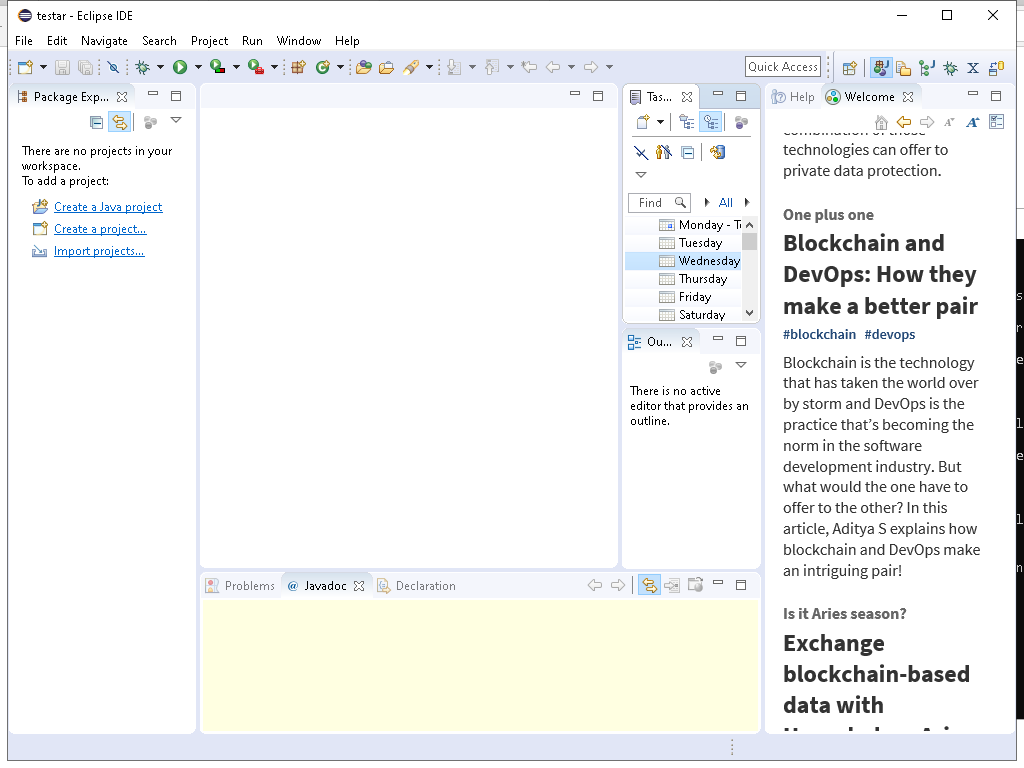 testar - Eclipse IDE
File Edit Navigate Search Project Run Window Help
Quick Access
Package Exp...
There are no projects in your
workspace.
To add a project:
Create a Java project
Create a project...
Import projects...
Tas...
Find
All
Monday - T
Tuesday
Wednesday
Thursday
Friday
Saturday
Ou...
There is no active
editor that provides an
outline.
Problems @ Javadoc Declaration
Help Welcome
combination of those
technologies can offer to
private data protection.
One plus one
Blockchain and
DevOps: How they
make a better pair
#blockchain #devops
Blockchain is the technology
that has taken the world over
by storm and DevOps is the
practice that's becoming the
norm in the software
development industry. But
what would the one have to
offer to the other? In this
article, Aditya S explains how
blockchain and DevOps make
an intriguing pair!
Is it Aries season?
Exchange
blockchain-based
data with